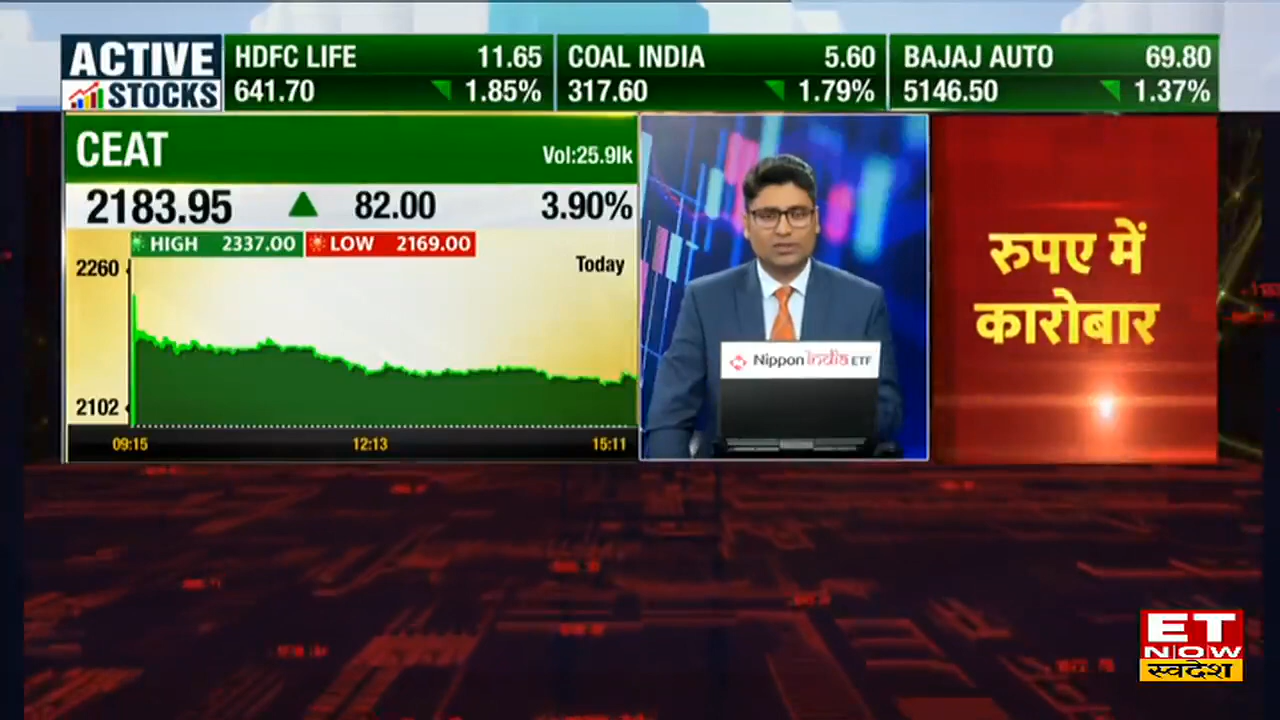 ACTIVE
STOCKS
HDFC LIFE 11.65
641.70 1.85%
COAL INDIA 5.60
317.60 1.79%
BAJAJ AUTO 69.80
5146.50 1.37%
CEAT
Vol:25.9lk
2183.95 82.00 3.90%
HIGH 2337.00 LOW 2169.00
Today
2260
2102
09:15 12:13 15:11
Nippon india ETF
रुपए में
कारोबार
ET
NOW
स्वदेश